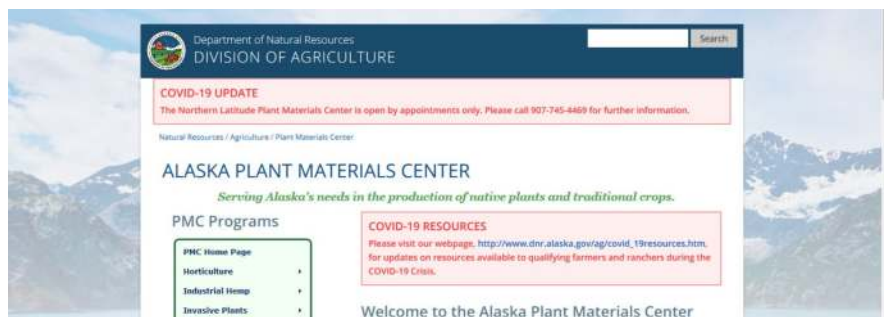 Department of Natural Resources
DIVISION OF AGRICULTURE
Search
COVID-19 UPDATE
The Northern Latitude Plant Materials Center is open by appointments only. Please call 907-745-4469 for further information.
Natural Resources / Agriculture / Plant Materials Center
ALASKA PLANT MATERIALS CENTER
Serving Alaska's needs in the production of native plants and traditional crops.
PMC Programs
PMC Home Page
Horticulture
Industrial Hemp
Invasive Plants
COVID-19 RESOURCES
Please visit our webpage, http://www.dnr.alaska.gov/ag/covid_19resources.htm,
for updates on resources available to qualifying farmers and ranchers during the
COVID-19 Crisis.
Welcome to the Alaska Plant Materials Center